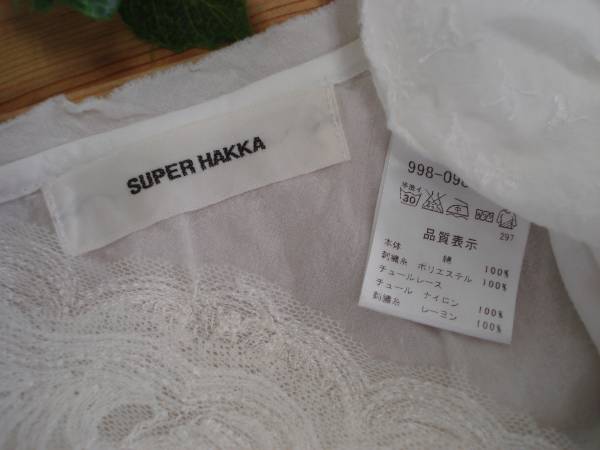 SUPER HAKKA
998-098
30
297
品質表示
本体 綿 100%
刺繍糸 ポリエステル 100%
チュールレース
チュール ナイロン 100%
刺繍糸 レーヨン 100%